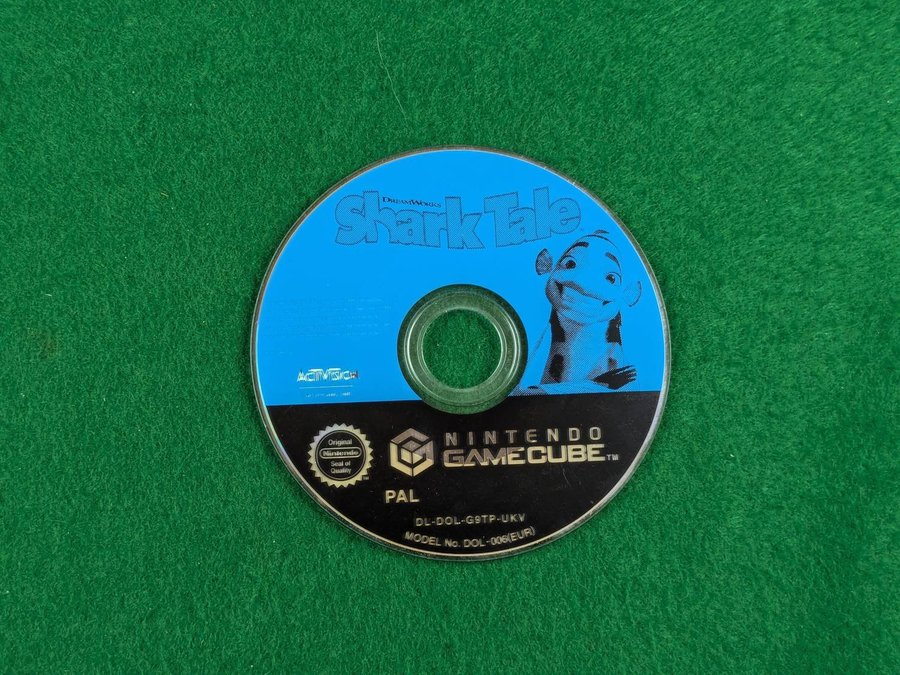 DREAMWORKS
Shark Tale
ACTIVISION
Original
Nintendo
Seal of
Quality
NINTENDO
GAMECUBE™
PAL
DL-DOL-G9TP-UKV
MODEL No. DOL-006(EUR)